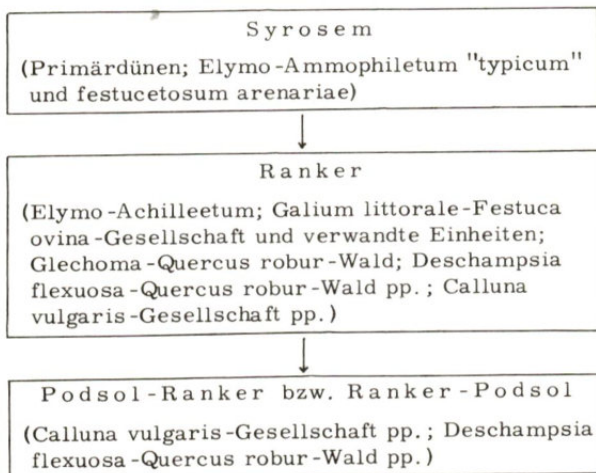 Syrosem
(Primärdünen; Elymo-Ammophiletum "typicum"
und festucetosum arenariae)
Ranker
(Elymo-Achilleetum; Galium littorale-Festuca
ovina-Gesellschaft und verwandte Einheiten;
Glechoma-Quercus robur-Wald; Deschampsia
flexuosa-Quercus robur-Wald pp.; Calluna
vulgaris-Gesellschaft pp.)
Podsol-Ranker bzw. Ranker-Podsol
(Calluna vulgaris-Gesellschaft pp.; Deschampsia
flexuosa-Quercus robur-Wald pp.)